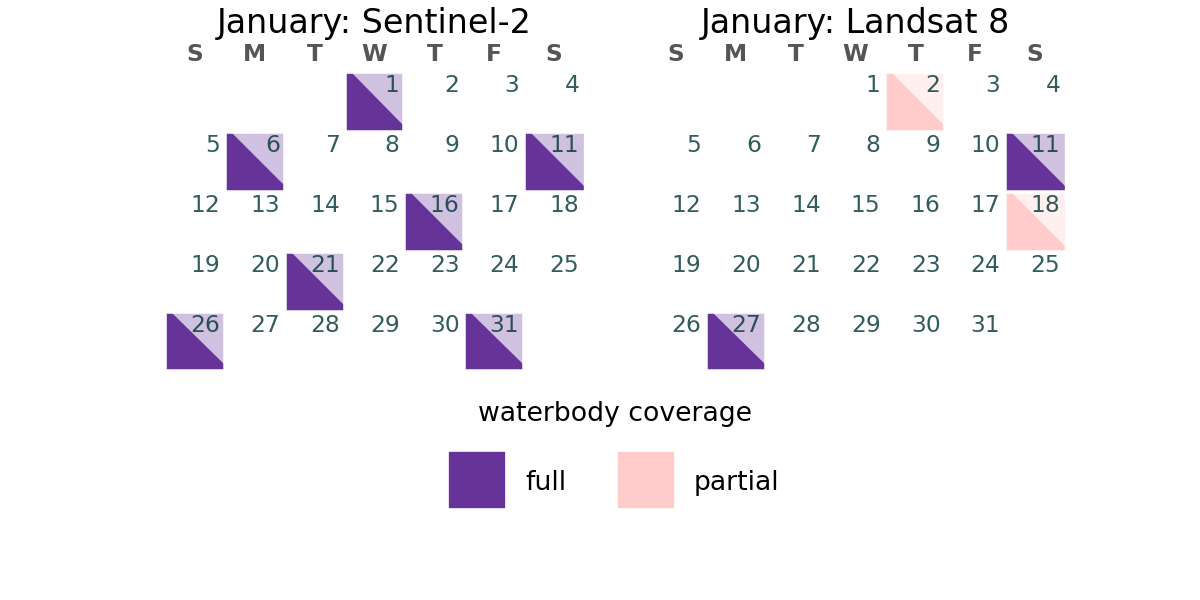 January: Sentinel-2
S M T W T F S
1 2 3 4
5 6 7 8 9 10 11
12 13 14 15 16 17 18
19 20 21 22 23 24 25
26 27 28 29 30 31
January: Landsat 8
S M T W T F S
1 2 3 4
5 6 7 8 9 10 11
12 13 14 15 16 17 18
19 20 21 22 23 24 25
26 27 28 29 30 31
waterbody coverage
full partial